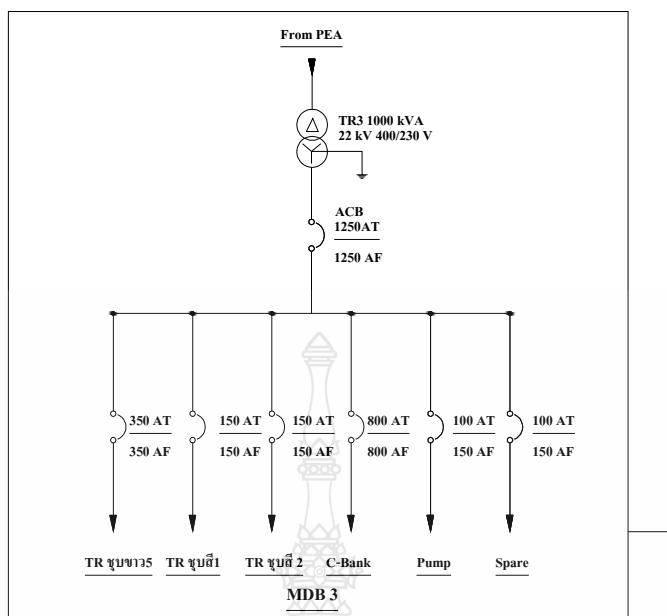 From PEA
TR3 1000 kVA
22 kV 400/230 V
ACB
1250AT
1250 AF
350 AT 150 AT 150 AT 800 AT 100 AT 100 AT
350 AF 150 AF 150 AF 800 AF 150 AF 150 AF
TR ชุบขาว5 TR ชุบสี1 TR ชุบสี 2 C-Bank Pump Spare
MDB 3